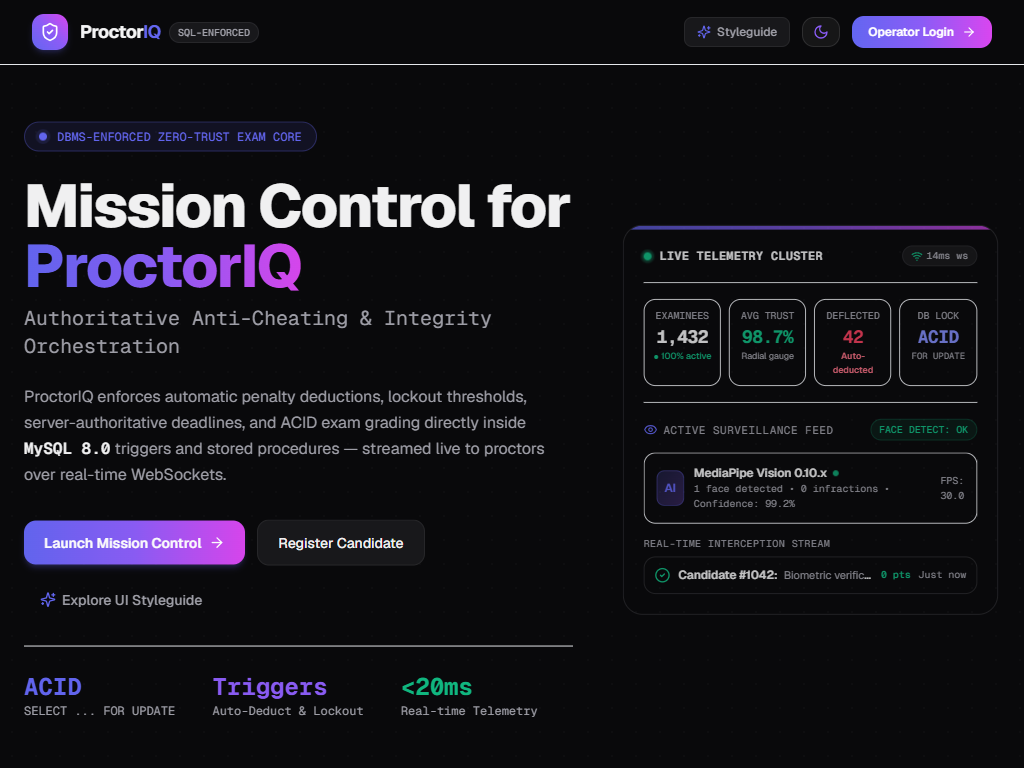 ProctorIQ SQL-ENFORCED
Styleguide
Operator Login →
DBMS-ENFORCED ZERO-TRUST EXAM CORE
Mission Control for
ProctorIQ
Authoritative Anti-Cheating & Integrity
Orchestration
ProctorIQ enforces automatic penalty deductions, lockout thresholds,
server-authoritative deadlines, and ACID exam grading directly inside
MySQL 8.0 triggers and stored procedures — streamed live to proctors
over real-time WebSockets.
Launch Mission Control →
Register Candidate
Explore UI Styleguide
ACID
SELECT ... FOR UPDATE
Triggers
Auto-Deduct & Lockout
<20ms
Real-time Telemetry
LIVE TELEMETRY CLUSTER
14ms ws
EXAMINEES
1,432
● 100% active
AVG TRUST
98.7%
Radial gauge
DEFLECTED
42
Auto-
deducted
DB LOCK
ACID
FOR UPDATE
ACTIVE SURVEILLANCE FEED
FACE DETECT: OK
AI
MediaPipe Vision 0.10.x
1 face detected • 0 infractions •
Confidence: 99.2%
FPS:
30.0
REAL-TIME INTERCEPTION STREAM
Candidate #1042: Biometric verific… 0 pts Just now